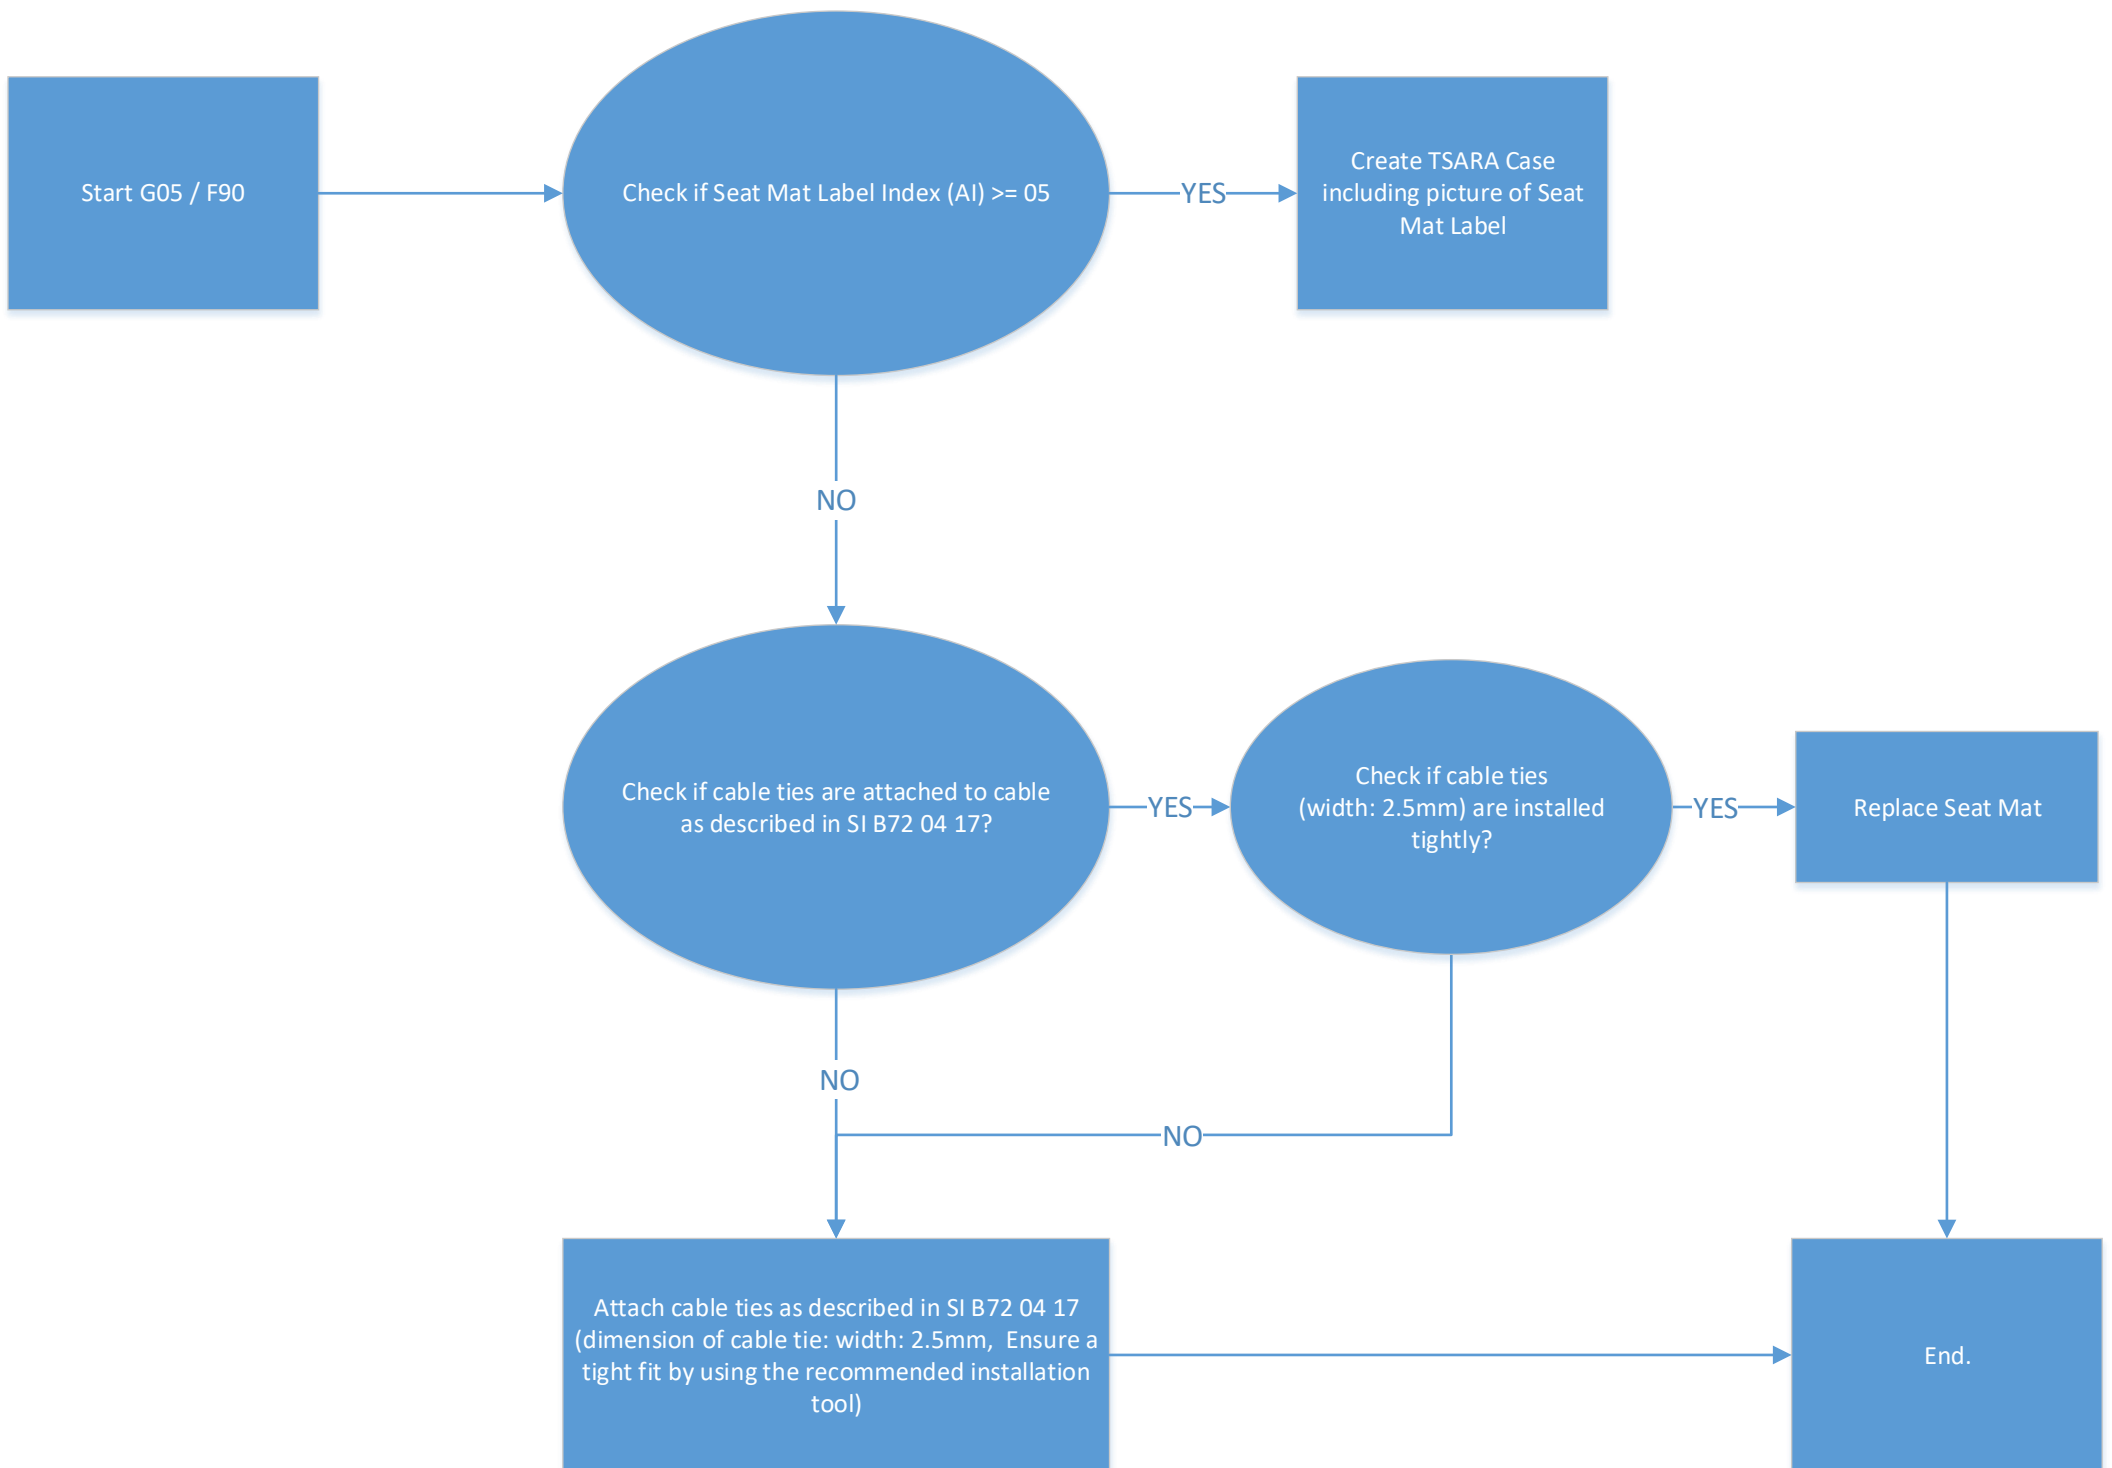 Start G05 / F90
Check if Seat Mat Label Index (AI) >= 05
YES
Create TSARA Case
including picture of Seat
Mat Label
NO
Check if cable ties are attached to cable
as described in SI B72 04 17?
YES
Check if cable ties
(width: 2.5mm) are installed
tightly?
YES
Replace Seat Mat
NO
NO
Attach cable ties as described in SI B72 04 17
(dimension of cable tie: width: 2.5mm,  Ensure a
tight fit by using the recommended installation
tool)
End.